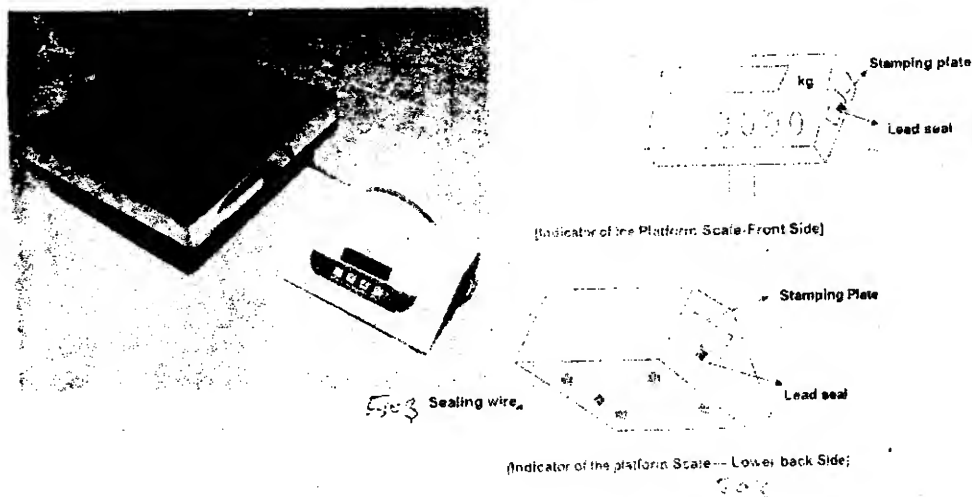 kg
Stamping plate
Lead seal
(Indicator of the Platform Scale-Front Side)
Stamping Plate
Lead seal
Sealing wire
(Indicator of the platform Scale--- Lower back Side)